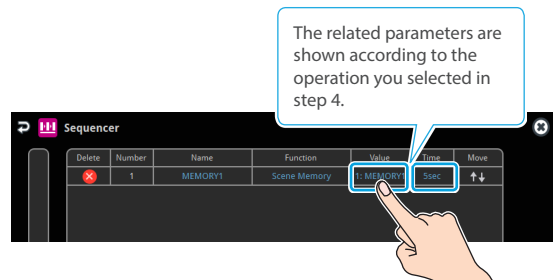 The related parameters are
shown according to the
operation you selected in
step 4.
Sequencer
Delete Number Name Function Value Time Move
1 MEMORY1 Scene Memory 1: MEMORY1 5sec